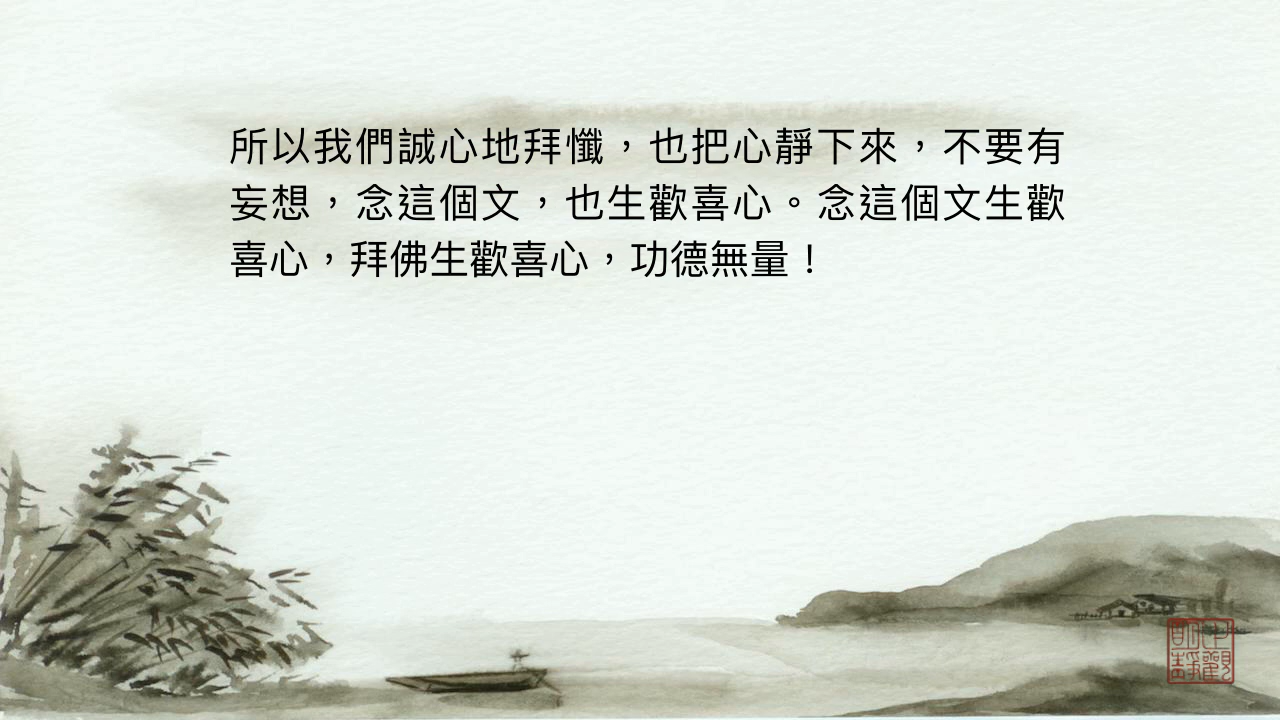 所以我們誠心地拜懺，也把心靜下來，不要有
妄想，念這個文，也生歡喜心。念這個文生歡
喜心，拜佛生歡喜心，功德無量！